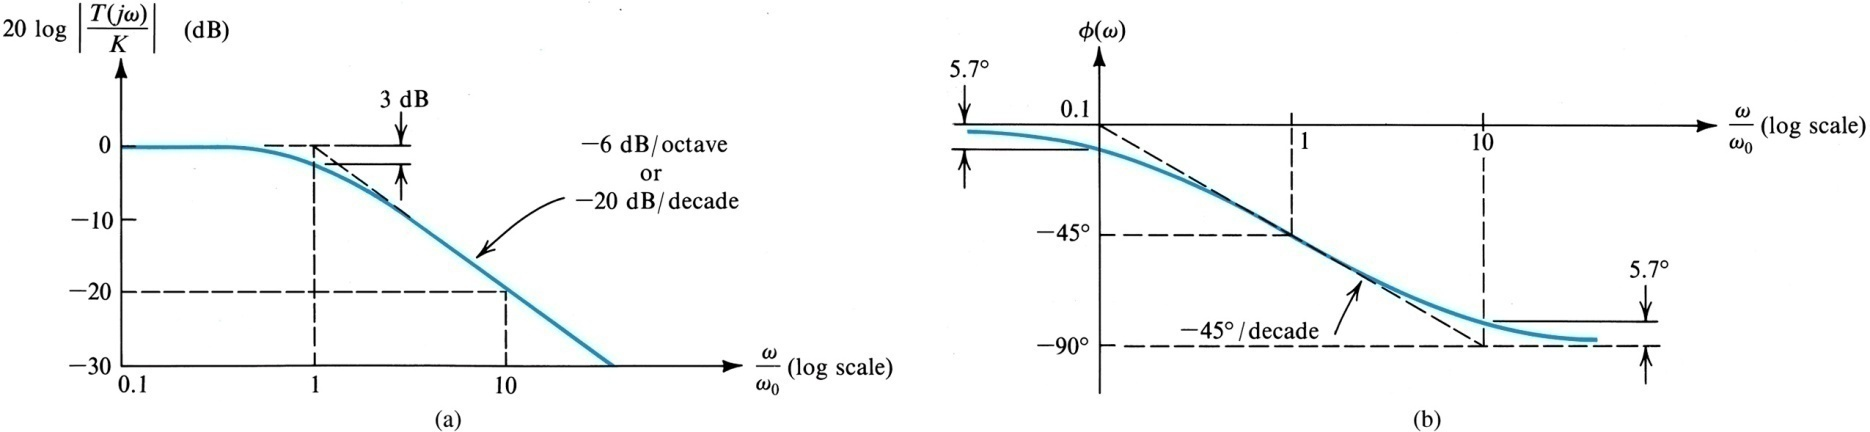 20 log |T(jω)/K| (dB)
3 dB
0
−6 dB/octave
or
−20 dB/decade
−10
−20
−30
0.1
1
10
ω/ω₀ (log scale)
(a)
ϕ(ω)
5.7°
0.1
1
10
ω/ω₀ (log scale)
−45°
5.7°
−45°/decade
−90°
(b)